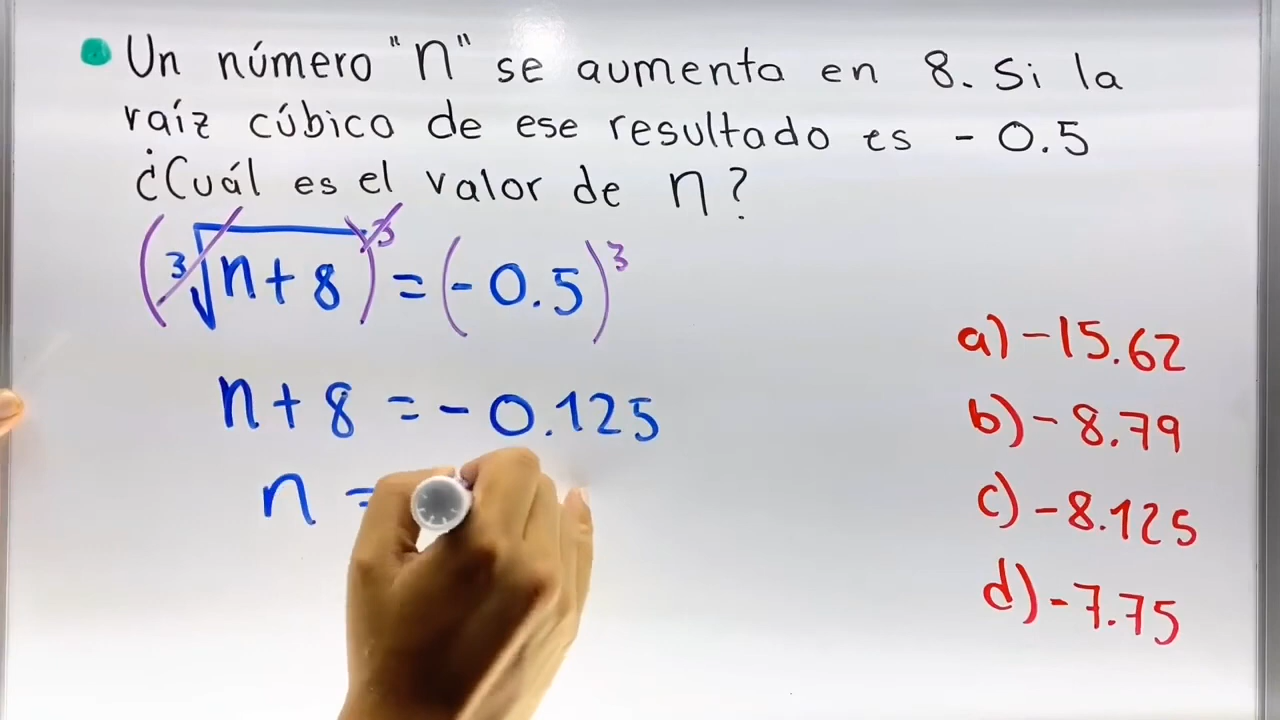 Un número "n" se aumenta en 8. Si la
raíz cúbica de ese resultado es - 0.5
¿Cuál es el valor de n?
(∛n+8)³ = (-0.5)³
n+8 = -0.125
n =
a) -15.62
b) -8.79
c) -8.125
d) -7.75